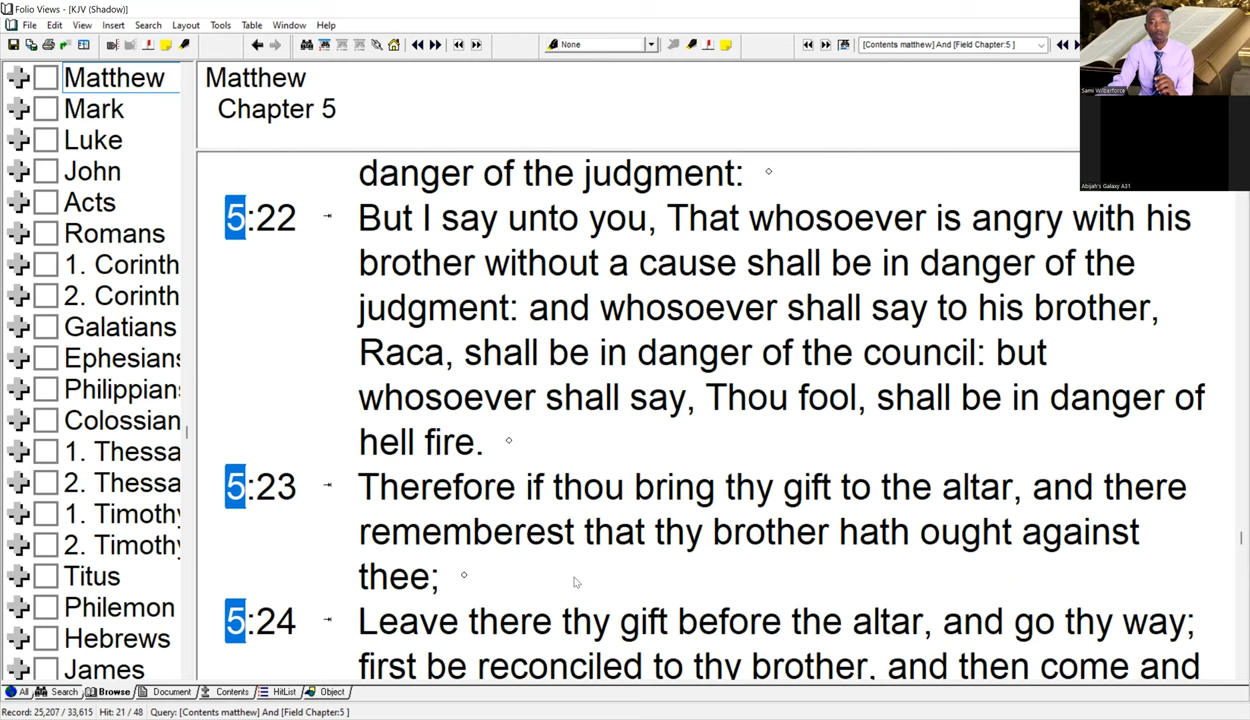 Folio Views - [KJV (Shadow)]
File Edit View Insert Search Layout Tools Table Window Help
None
[Contents matthew] And [Field Chapter:5 ]
Sami Wilberforce
Abijah's Galaxy A31
Matthew
Mark
Luke
John
Acts
Romans
1. Corinth
2. Corinth
Galatians
Ephesians
Philippian
Colossian
1. Thessa
2. Thessa
1. Timothy
2. Timothy
Titus
Philemon
Hebrews
James
Matthew
Chapter 5
danger of the judgment:
5:22 But I say unto you, That whosoever is angry with his
brother without a cause shall be in danger of the
judgment: and whosoever shall say to his brother,
Raca, shall be in danger of the council: but
whosoever shall say, Thou fool, shall be in danger of
hell fire.
5:23 Therefore if thou bring thy gift to the altar, and there
rememberest that thy brother hath ought against
thee;
5:24 Leave there thy gift before the altar, and go thy way;
first be reconciled to thy brother, and then come and
All Search Browse Document Contents HitList Object
Record: 25,207 / 33,615 Hit: 21 / 48 Query: [Contents matthew] And [Field Chapter:5 ]